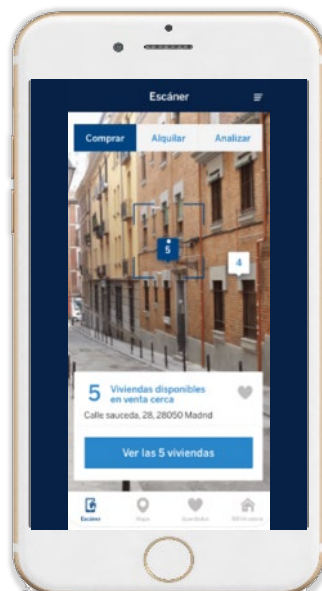 Escáner
Comprar
Alquilar
Analizar
5
4
5
Viviendas disponibles
en venta cerca
Calle sauceda, 28, 28050 Madrid
Ver las 5 viviendas
Escáner
Mapa
Guardados